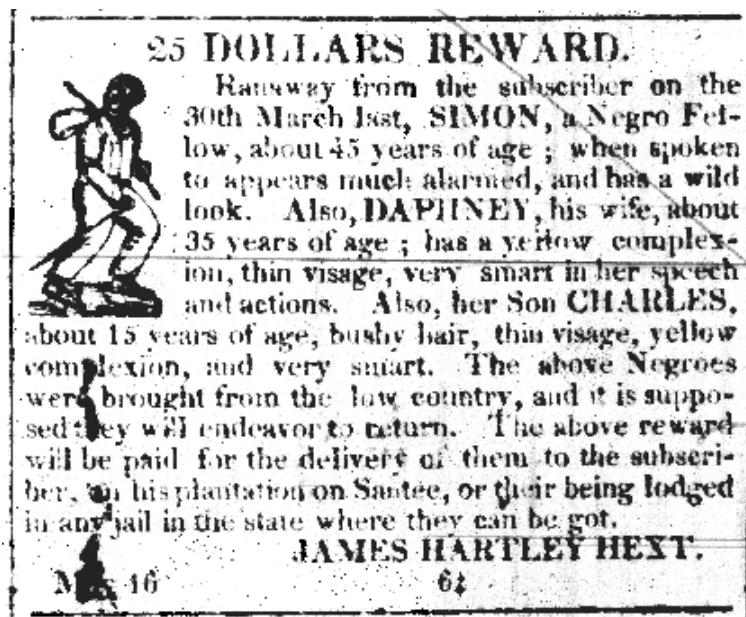 25 DOLLARS REWARD.
Ranaway from the subscriber on the
30th March last, SIMON, a Negro Fel-
low, about 45 years of age ; when spoken
to appears much alarmed, and has a wild
look. Also, DAPHNEY, his wife, about
35 years of age ; has a yellow complex-
ion, thin visage, very smart in her speech
and actions. Also, her Son CHARLES,
about 15 years of age, bushy hair, thin visage, yellow
complexion, and very smart. The above Negroes
were brought from the low country, and it is suppo-
sed they will endeavor to return. The above reward
will be paid for the delivery of them to the subscri-
ber, on his plantation on Santee, or their being lodged
in any jail in the state where they can be got.
JAMES HARTLEY HEXT.
16